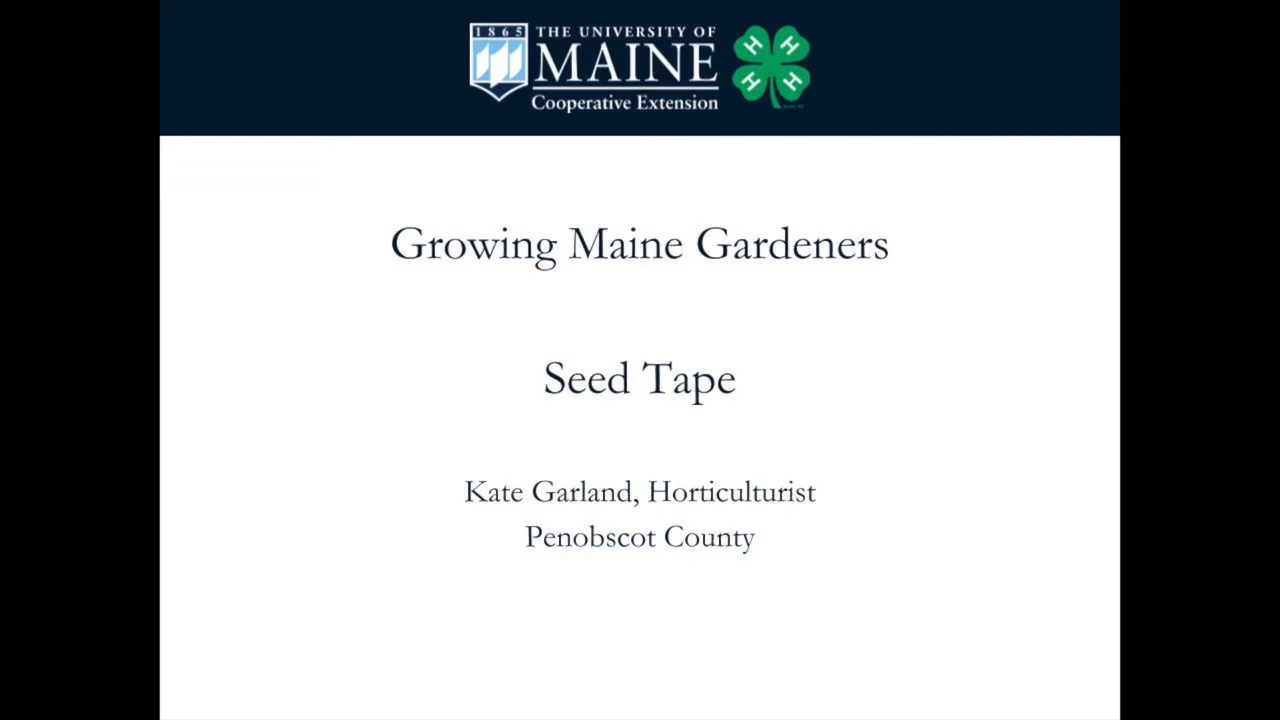 1865
THE UNIVERSITY OF
MAINE
Cooperative Extension
H H
H H
Growing Maine Gardeners
Seed Tape
Kate Garland, Horticulturist
Penobscot County